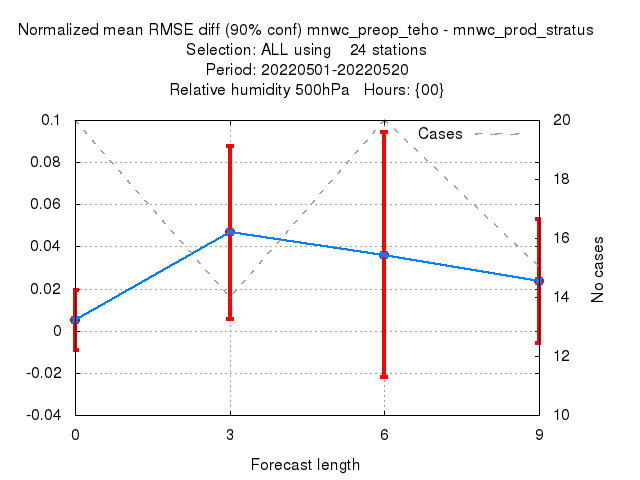 Normalized mean RMSE diff (90% conf) mnwc_preop_teho - mnwc_prod_stratus
Selection: ALL using    24 stations
Period: 20220501-20220520
Relative humidity 500hPa   Hours: {00}
0.1
0.08
0.06
0.04
0.02
0
-0.02
-0.04
Cases
20
18
16
14
12
10
No cases
0 3 6 9
Forecast length